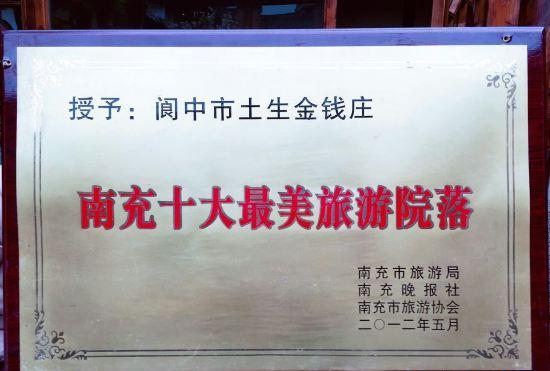 授予：阆中市土生金钱庄
南充十大最美旅游院落
南充市旅游局
南充晚报社
南充市旅游协会
二〇一二年五月